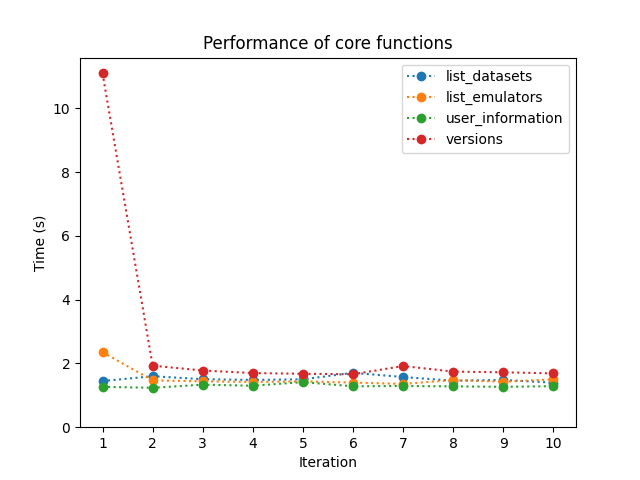 Performance of core functions
list_datasets
list_emulators
user_information
versions
Time (s)
10
8
6
4
2
0
1 2 3 4 5 6 7 8 9 10
Iteration